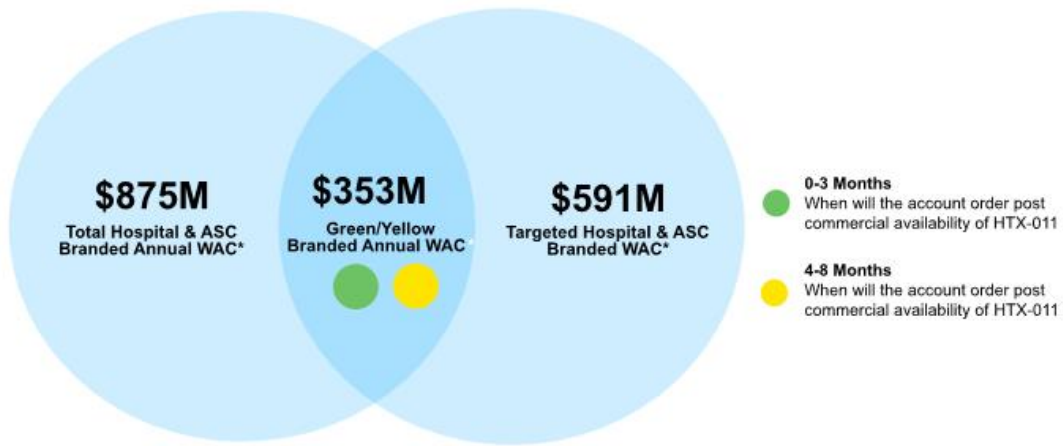 $875M
Total Hospital & ASC
Branded Annual WAC*
$353M
Green/Yellow
Branded Annual WAC
$591M
Targeted Hospital & ASC
Branded WAC*
0-3 Months
When will the account order post
commercial availability of HTX-011
4-8 Months
When will the account order post
commercial availability of HTX-011